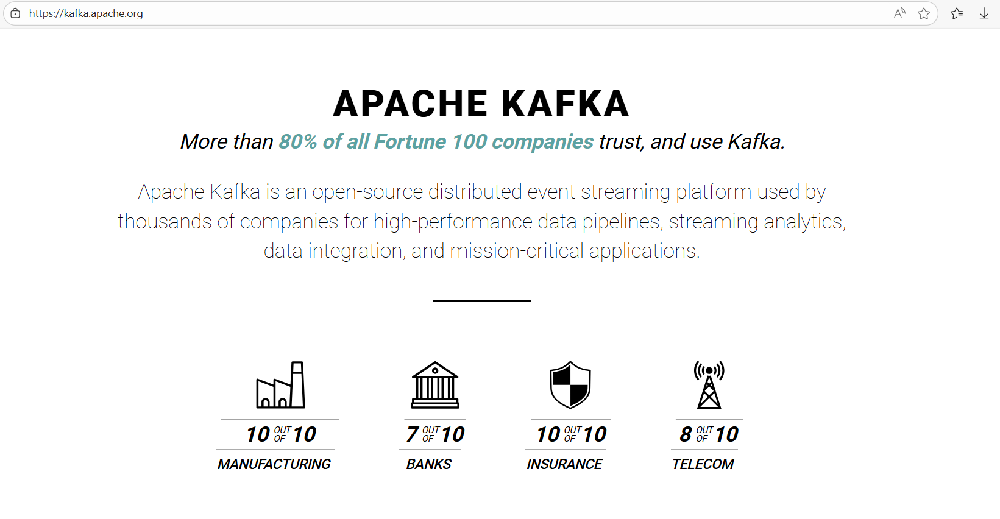 https://kafka.apache.org
APACHE KAFKA
More than 80% of all Fortune 100 companies trust, and use Kafka.
Apache Kafka is an open-source distributed event streaming platform used by
thousands of companies for high-performance data pipelines, streaming analytics,
data integration, and mission-critical applications.
10 OUT OF 10
MANUFACTURING
7 OUT OF 10
BANKS
10 OUT OF 10
INSURANCE
8 OUT OF 10
TELECOM